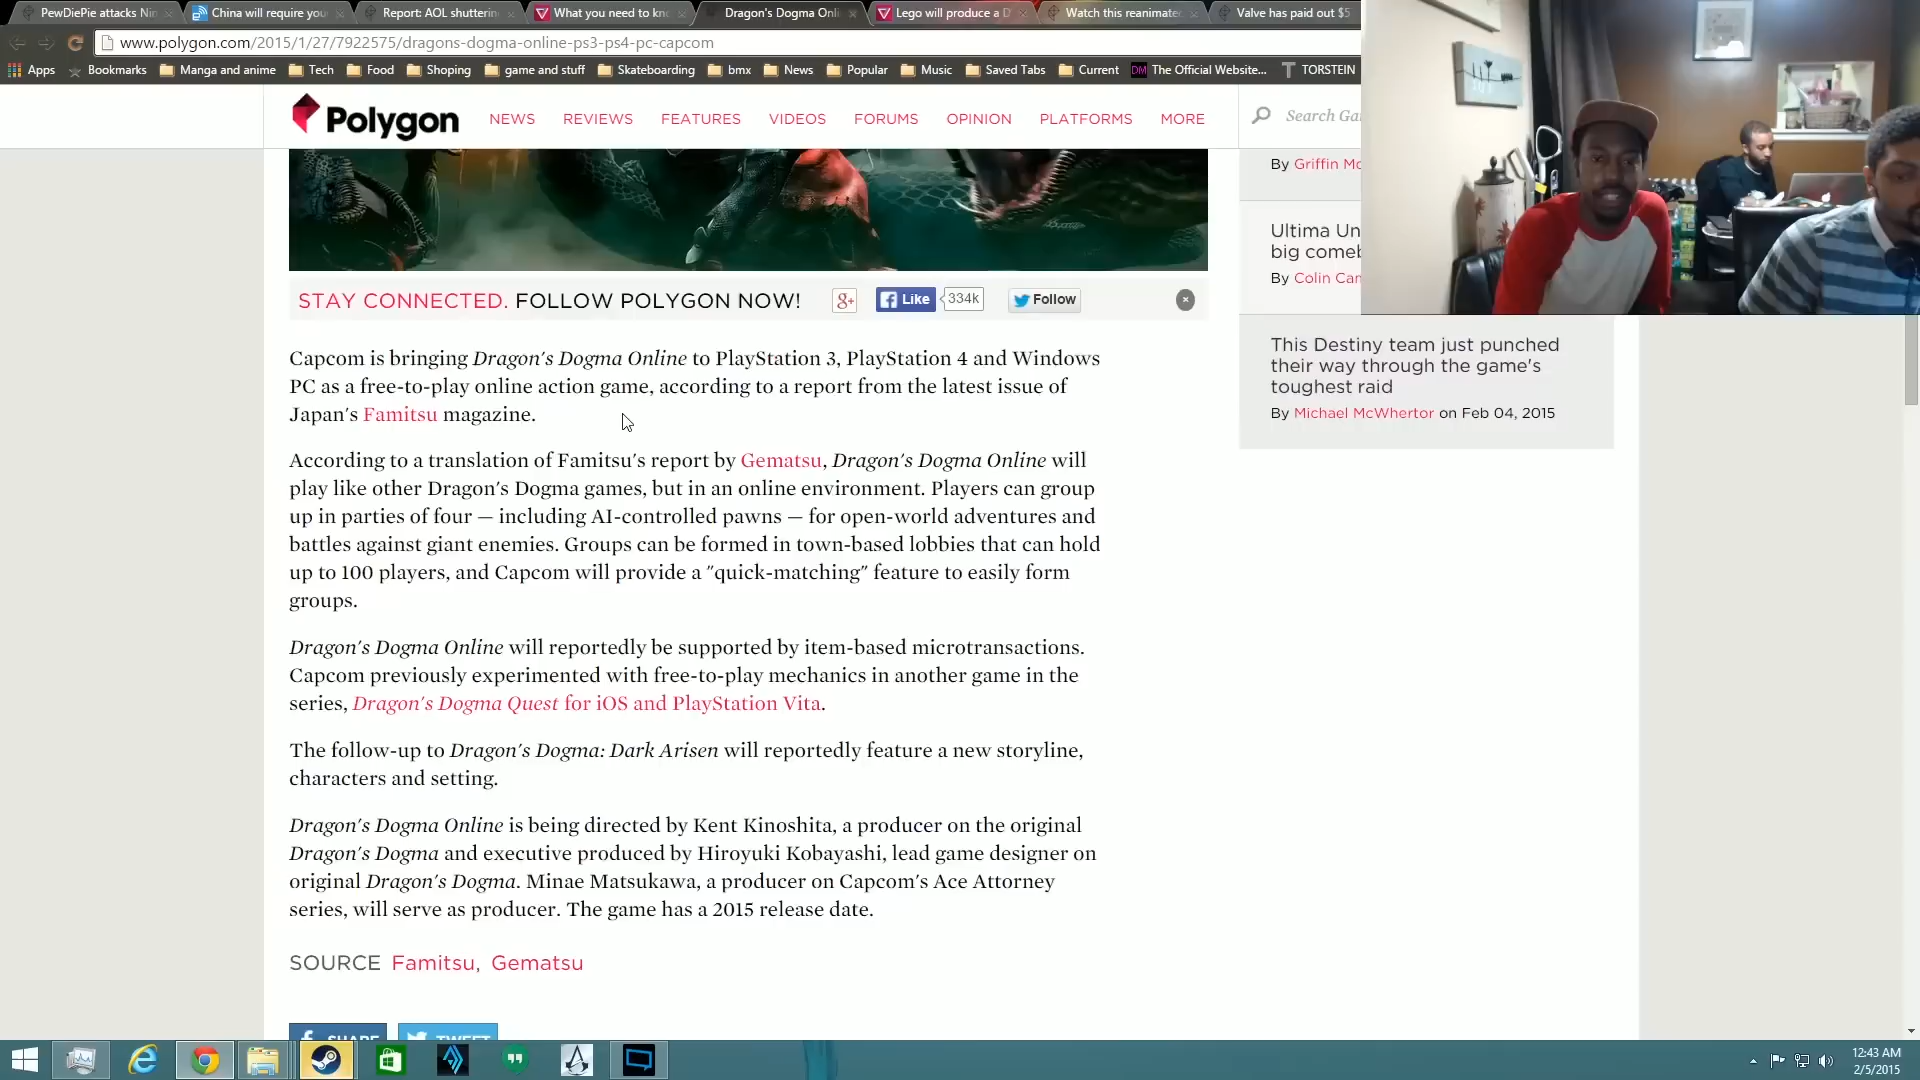 PewDiePie attacks Nin
China will require you
Report: AOL shutterin
What you need to kn
Dragon's Dogma Onli
Lego will produce a D
Watch this reanimate
Valve has paid out $5
www.polygon.com/2015/1/27/7922575/dragons-dogma-online-ps3-ps4-pc-capcom
Apps Bookmarks Manga and anime Tech Food Shoping game and stuff Skateboarding bmx News Popular Music Saved Tabs Current DM The Official Website... TORSTEIN
Polygon NEWS REVIEWS FEATURES VIDEOS FORUMS OPINION PLATFORMS MORE Search Ga
By Griffin Mc
Ultima Un
big comeb
By Colin Cam
STAY CONNECTED. FOLLOW POLYGON NOW! g+ Like 334k Follow
This Destiny team just punched
their way through the game's
toughest raid
By Michael McWhertor on Feb 04, 2015
Capcom is bringing Dragon's Dogma Online to PlayStation 3, PlayStation 4 and Windows
PC as a free-to-play online action game, according to a report from the latest issue of
Japan's Famitsu magazine.
According to a translation of Famitsu's report by Gematsu, Dragon's Dogma Online will
play like other Dragon's Dogma games, but in an online environment. Players can group
up in parties of four — including AI-controlled pawns — for open-world adventures and
battles against giant enemies. Groups can be formed in town-based lobbies that can hold
up to 100 players, and Capcom will provide a "quick-matching" feature to easily form
groups.
Dragon's Dogma Online will reportedly be supported by item-based microtransactions.
Capcom previously experimented with free-to-play mechanics in another game in the
series, Dragon's Dogma Quest for iOS and PlayStation Vita.
The follow-up to Dragon's Dogma: Dark Arisen will reportedly feature a new storyline,
characters and setting.
Dragon's Dogma Online is being directed by Kent Kinoshita, a producer on the original
Dragon's Dogma and executive produced by Hiroyuki Kobayashi, lead game designer on
original Dragon's Dogma. Minae Matsukawa, a producer on Capcom's Ace Attorney
series, will serve as producer. The game has a 2015 release date.
SOURCE Famitsu, Gematsu
SHARE TWEET
12:43 AM
2/5/2015